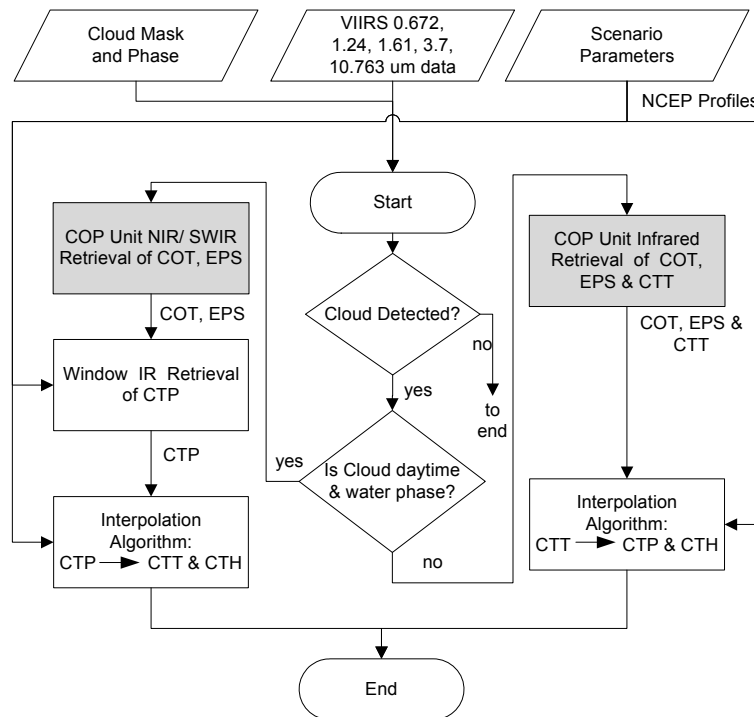 Cloud Mask
and Phase
VIIRS 0.672,
1.24, 1.61, 3.7,
10.763 um data
Scenario
Parameters
NCEP Profiles
Start
COP Unit NIR/ SWIR
Retrieval of COT, EPS
COP Unit Infrared
Retrieval of COT,
EPS & CTT
Cloud Detected?
COT, EPS
COT, EPS &
CTT
no
Window IR Retrieval
of CTP
yes
to
end
CTP
yes
Is Cloud daytime
& water phase?
no
Interpolation
Algorithm:
CTP CTT & CTH
Interpolation
Algorithm:
CTT CTP & CTH
End